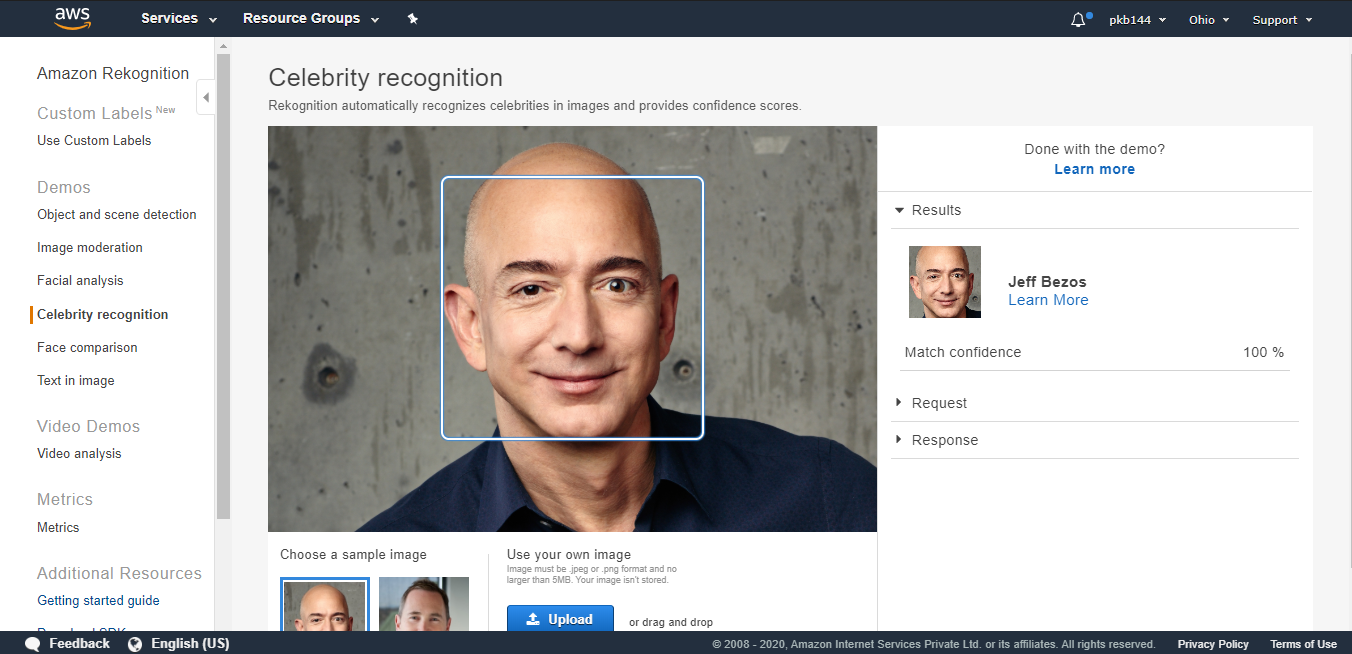 aws
Services
Resource Groups
pkb144
Ohio
Support
Amazon Rekognition
Custom Labels New
Use Custom Labels
Demos
Object and scene detection
Image moderation
Facial analysis
Celebrity recognition
Face comparison
Text in image
Video Demos
Video analysis
Metrics
Metrics
Additional Resources
Getting started guide
Download SDK
Celebrity recognition
Rekognition automatically recognizes celebrities in images and provides confidence scores.
Choose a sample image
Use your own image
Image must be .jpeg or .png format and no
larger than 5MB. Your image isn't stored.
Upload
or drag and drop
Done with the demo?
Learn more
Results
Jeff Bezos
Learn More
Match confidence
100 %
Request
Response
Feedback
English (US)
© 2008 - 2020, Amazon Internet Services Private Ltd. or its affiliates. All rights reserved.
Privacy Policy
Terms of Use